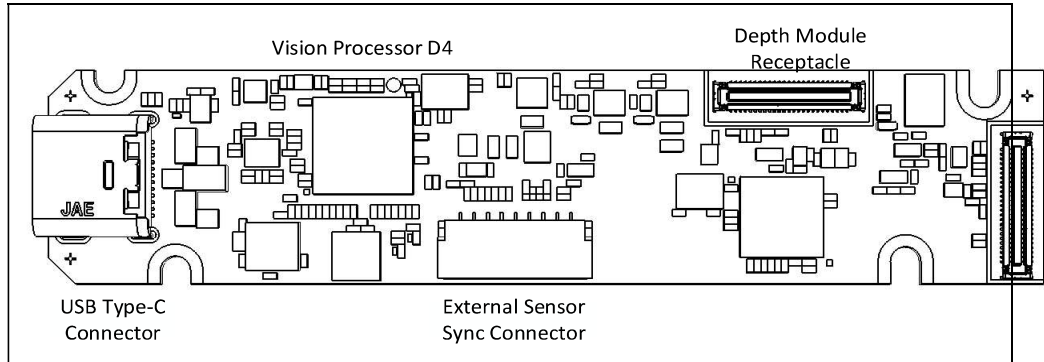 Vision Processor D4
Depth Module
Receptacle
JAE
USB Type-C
Connector
External Sensor
Sync Connector